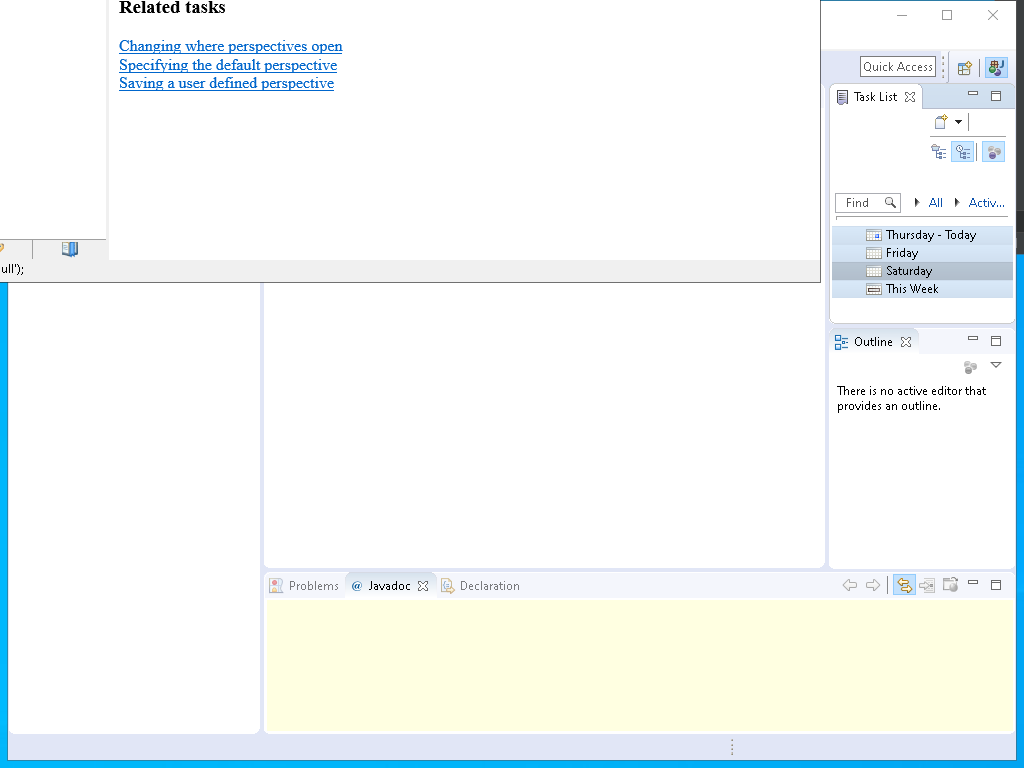 Related tasks
Changing where perspectives open
Specifying the default perspective
Saving a user defined perspective
ull');
Quick Access
Task List
Find
All
Activ...
Thursday - Today
Friday
Saturday
This Week
Outline
There is no active editor that
provides an outline.
Problems
@ Javadoc
Declaration